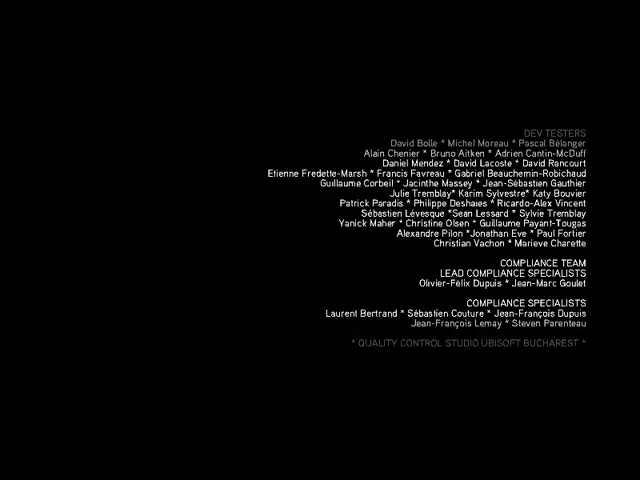 DEV TESTERS
David Bolle * Michel Moreau * Pascal Bélanger
Alain Chenier * Bruno Aitken * Adrien Cantin-McDuff
Daniel Mendez * David Lacoste * David Rancourt
Etienne Fredette-Marsh * Francis Favreau * Gabriel Beauchemin-Robichaud
Guillaume Corbeil * Jacinthe Massey * Jean-Sébastien Gauthier
Julie Tremblay* Karim Sylvestre* Katy Bouvier
Patrick Paradis * Philippe Deshaies * Ricardo-Alex Vincent
Sébastien Lévesque *Sean Lessard * Sylvie Tremblay
Yanick Maher * Christine Olsen * Guillaume Payant-Tougas
Alexandre Pilon *Jonathan Eve * Paul Fortier
Christian Vachon * Marieve Charette
COMPLIANCE TEAM
LEAD COMPLIANCE SPECIALISTS
Olivier-Félix Dupuis * Jean-Marc Goulet
COMPLIANCE SPECIALISTS
Laurent Bertrand * Sébastien Couture * Jean-François Dupuis
Jean-François Lemay * Steven Parenteau
* QUALITY CONTROL STUDIO UBISOFT BUCHAREST *